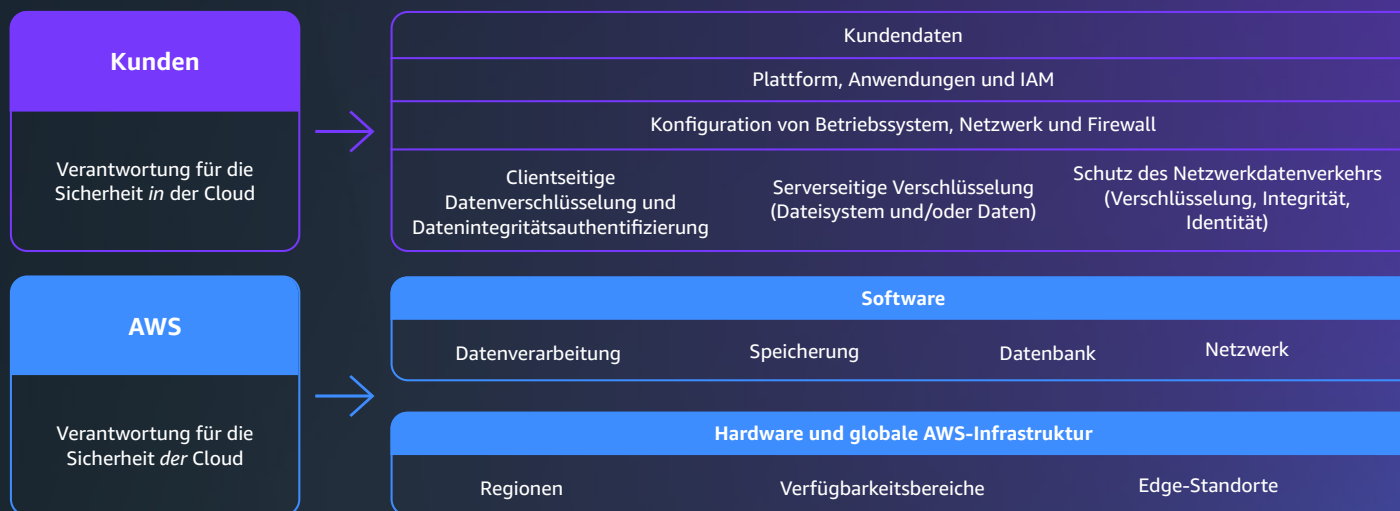 Kunden
Verantwortung für die
Sicherheit in der Cloud
Kundendaten
Plattform, Anwendungen und IAM
Konfiguration von Betriebssystem, Netzwerk und Firewall
Clientseitige
Datenverschlüsselung und
Datenintegritätsauthentifizierung
Serverseitige Verschlüsselung
(Dateisystem und/oder Daten)
Schutz des Netzwerkdatenverkehrs
(Verschlüsselung, Integrität,
Identität)
AWS
Verantwortung für die
Sicherheit der Cloud
Software
Datenverarbeitung
Speicherung
Datenbank
Netzwerk
Hardware und globale AWS-Infrastruktur
Regionen
Verfügbarkeitsbereiche
Edge-Standorte